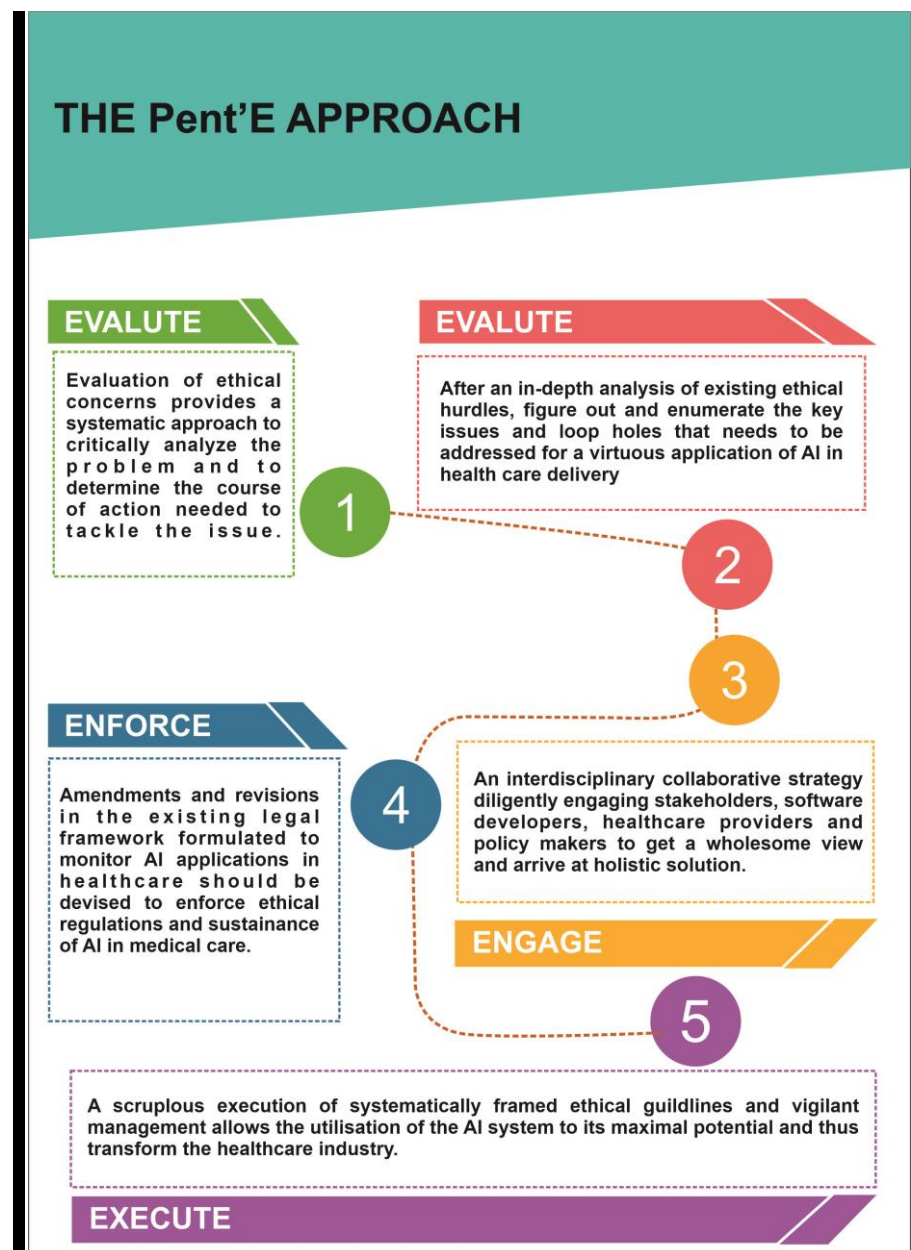 THE Pent'E APPROACH
EVALUTE
Evaluation of ethical
concerns provides a
systematic approach to
critically analyze the
problem and to
determine the course
of action needed to
tackle the issue.
1
EVALUTE
After an in-depth analysis of existing ethical
hurdles, figure out and enumerate the key
issues and loop holes that needs to be
addressed for a virtuous application of AI in
health care delivery
2
3
An interdisciplinary collaborative strategy
diligently engaging stakeholders, software
developers, healthcare providers and
policy makers to get a wholesome view
and arrive at holistic solution.
ENGAGE
ENFORCE
4
Amendments and revisions
in the existing legal
framework formulated to
monitor AI applications in
healthcare should be
devised to enforce ethical
regulations and sustainance
of AI in medical care.
5
A scruplous execution of systematically framed ethical guildlines and vigilant
management allows the utilisation of the AI system to its maximal potential and thus
transform the healthcare industry.
EXECUTE